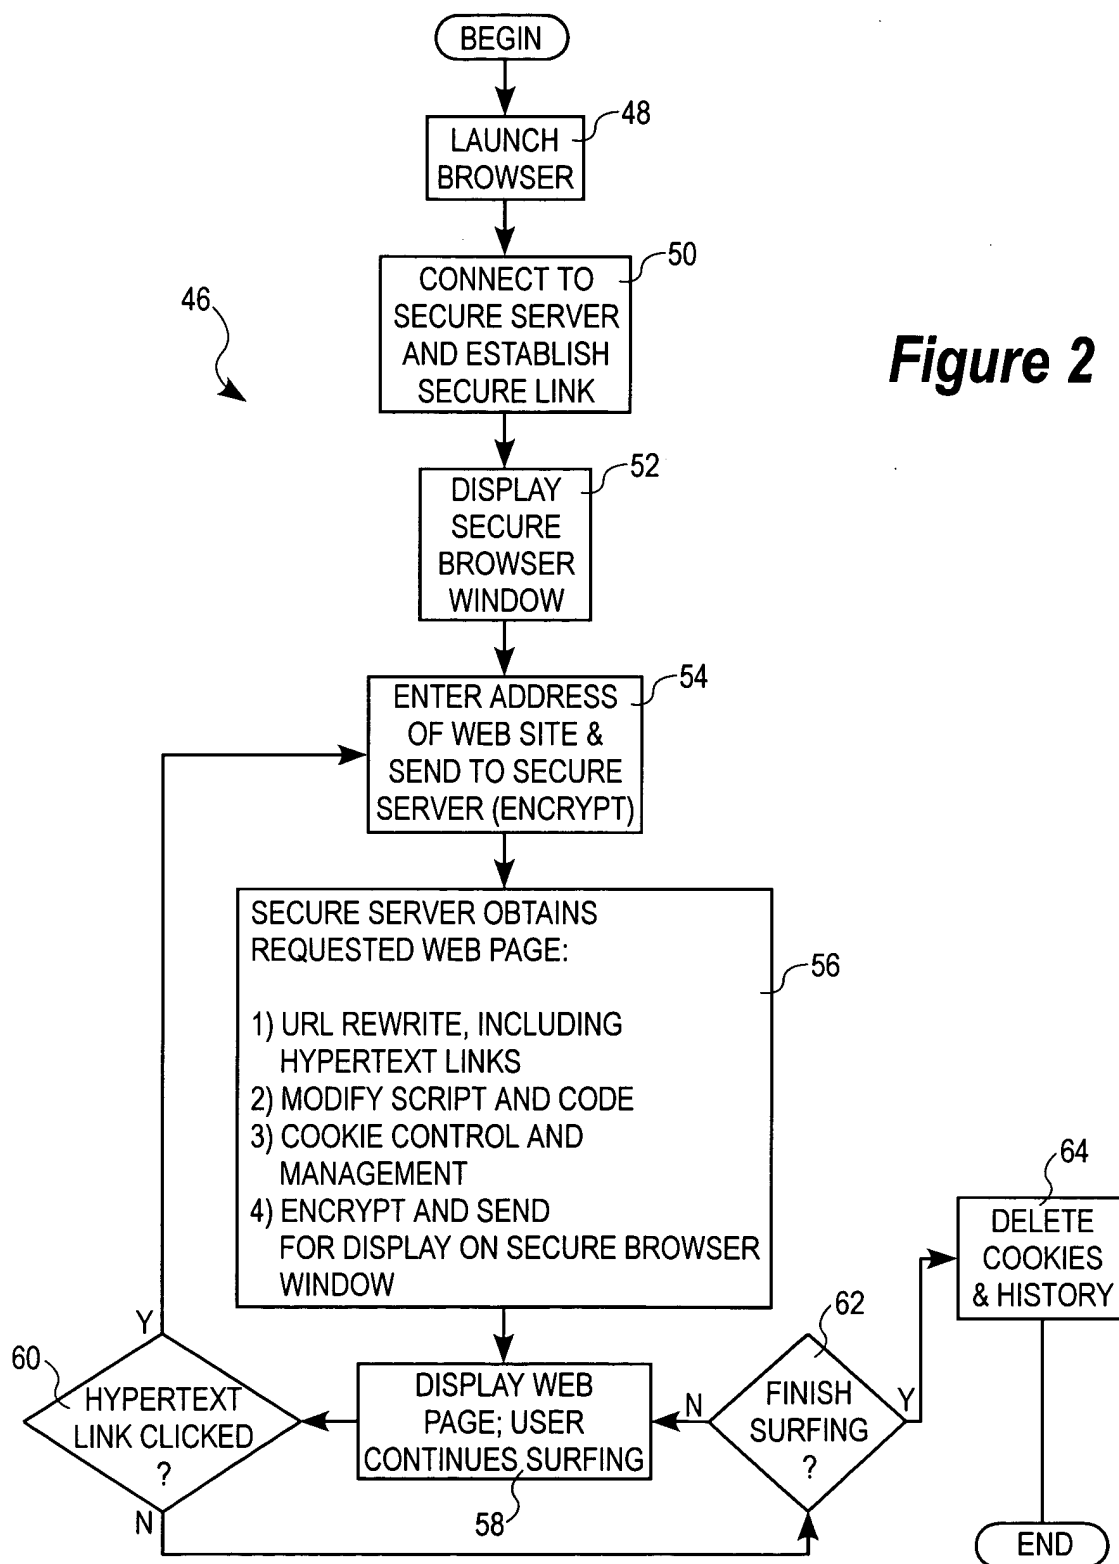 BEGIN
48
LAUNCH
BROWSER
50
CONNECT TO
SECURE SERVER
AND ESTABLISH
SECURE LINK
46
Figure 2
52
DISPLAY
SECURE
BROWSER
WINDOW
54
ENTER ADDRESS
OF WEB SITE &
SEND TO SECURE
SERVER (ENCRYPT)
56
SECURE SERVER OBTAINS
REQUESTED WEB PAGE:
1) URL REWRITE, INCLUDING
HYPERTEXT LINKS
2) MODIFY SCRIPT AND CODE
3) COOKIE CONTROL AND
MANAGEMENT
4) ENCRYPT AND SEND
FOR DISPLAY ON SECURE BROWSER
WINDOW
64
DELETE
COOKIES
& HISTORY
60
Y
HYPERTEXT
LINK CLICKED
?
N
DISPLAY WEB
PAGE; USER
CONTINUES SURFING
58
62
N
FINISH
SURFING
?
Y
END